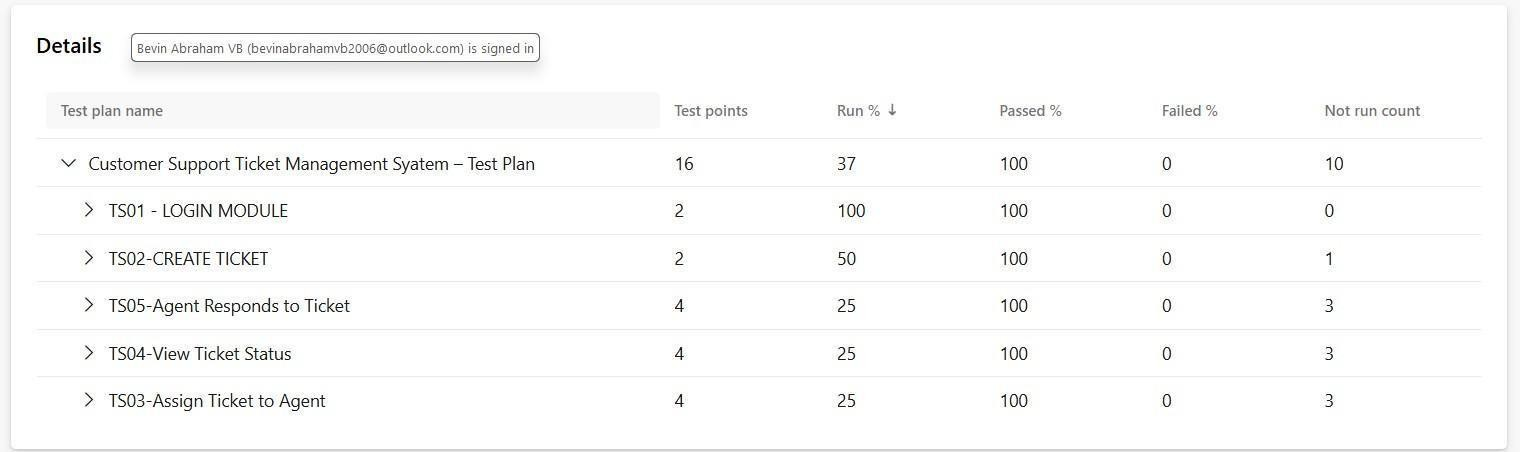 Details
Bevin Abraham VB (bevinabrahamvb2006@outlook.com) is signed in
Test plan name Test points Run % ↓ Passed % Failed % Not run count
Customer Support Ticket Management Syatem – Test Plan 16 37 100 0 10
TS01 - LOGIN MODULE 2 100 100 0 0
TS02-CREATE TICKET 2 50 100 0 1
TS05-Agent Responds to Ticket 4 25 100 0 3
TS04-View Ticket Status 4 25 100 0 3
TS03-Assign Ticket to Agent 4 25 100 0 3